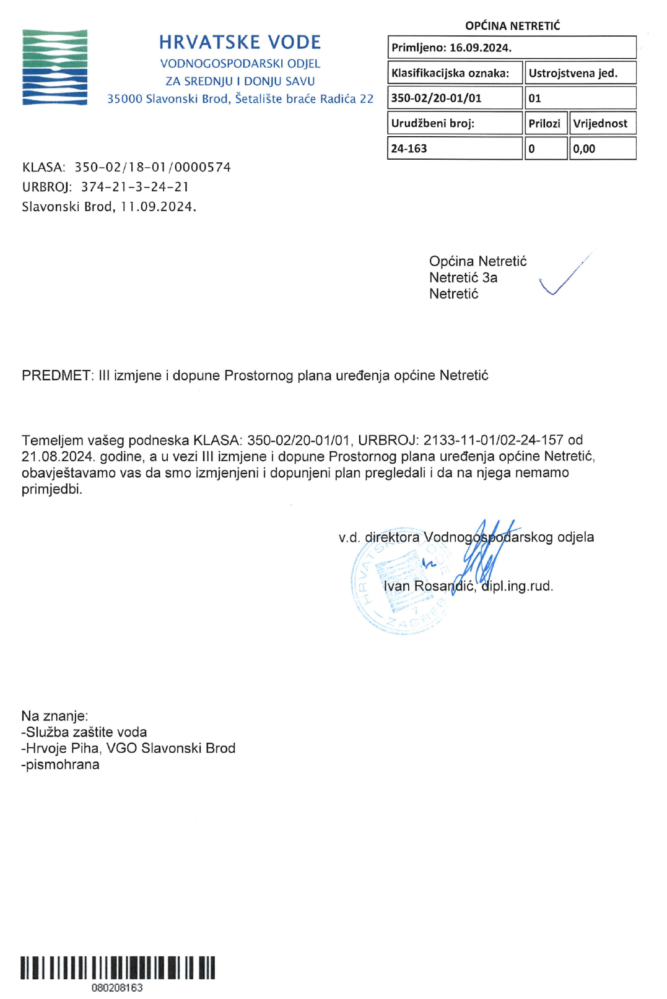 HRVATSKE VODE
VODNOGOSPODARSKI ODJEL
ZA SREDNJU I DONJU SAVU
35000 Slavonski Brod, Šetalište braće Radića 22
OPĆINA NETRETIĆ
Primljeno: 16.09.2024.
Klasifikacijska oznaka: Ustrojstvena jed.
350-02/20-01/01 01
Urudžbeni broj: Prilozi Vrijednost
24-163 0 0,00
KLASA: 350-02/18-01/0000574
URBROJ: 374-21-3-24-21
Slavonski Brod, 11.09.2024.
Općina Netretić
Netretić 3a
Netretić
PREDMET: III izmjene i dopune Prostornog plana uređenja općine Netretić
Temeljem vašeg podneska KLASA: 350-02/20-01/01, URBROJ: 2133-11-01/02-24-157 od
21.08.2024. godine, a u vezi III izmjene i dopune Prostornog plana uređenja općine Netretić,
obavještavamo vas da smo izmjenjeni i dopunjeni plan pregledali i da na njega nemamo
primjedbi.
v.d. direktora Vodnogospodarskog odjela
Ivan Rosandić, dipl.ing.rud.
HRVATSKE
ZAGREB
7
Na znanje:
-Služba zaštite voda
-Hrvoje Piha, VGO Slavonski Brod
-pismohrana
080208163